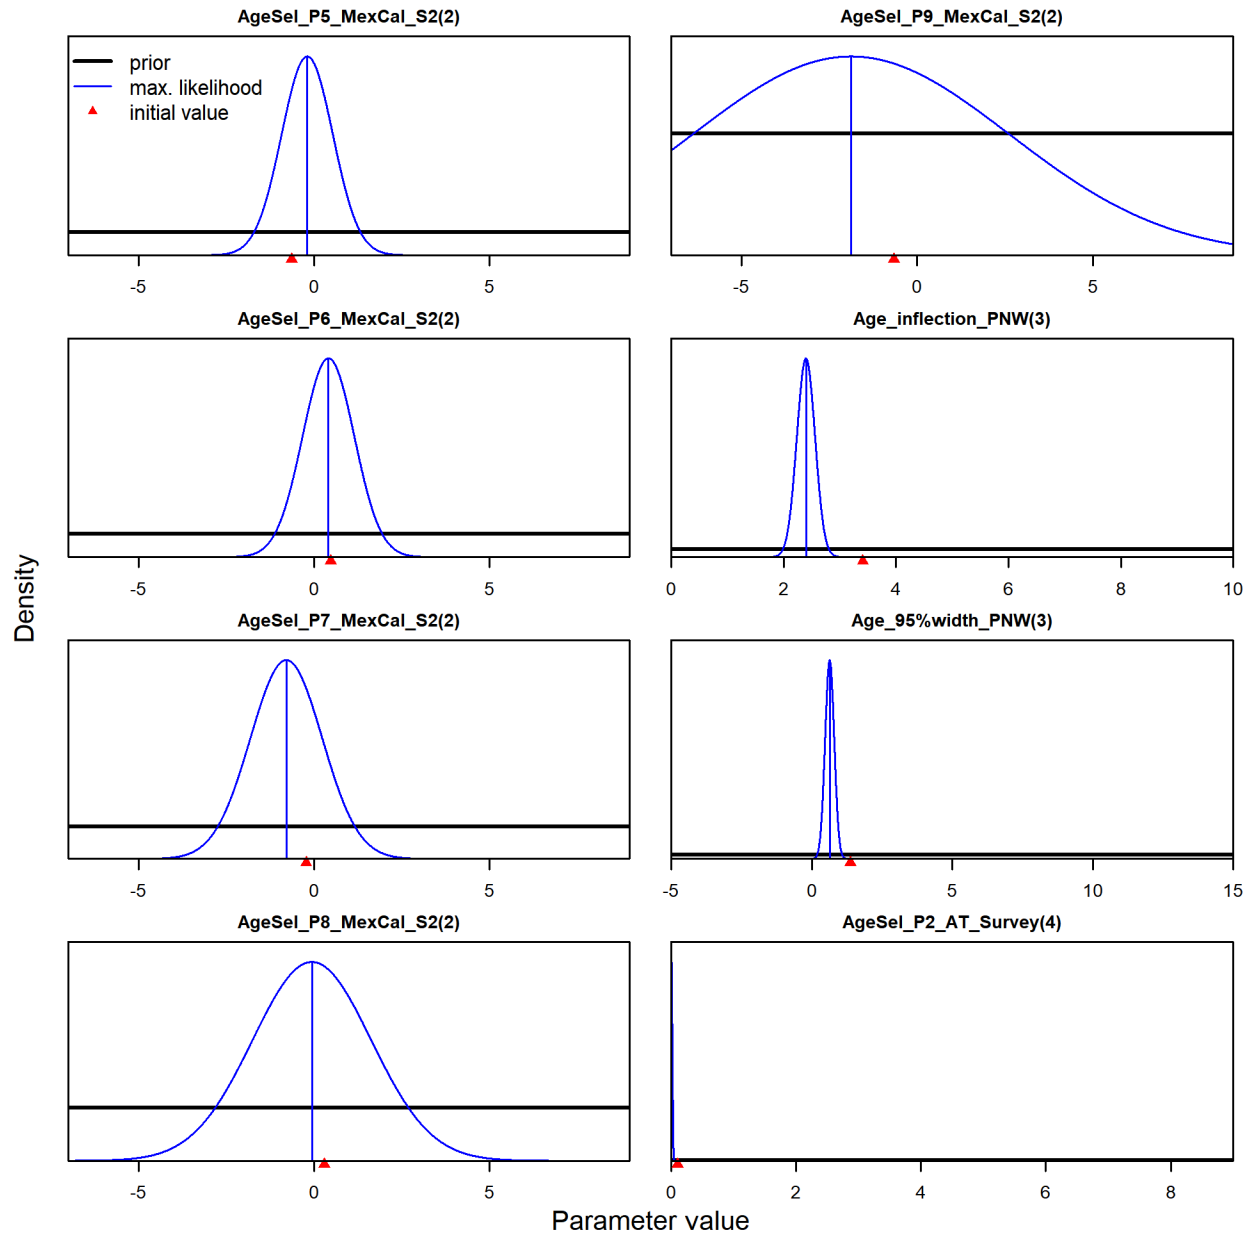 AgeSel_P5_MexCal_S2(2)
prior
max. likelihood
initial value
-5 0 5
AgeSel_P9_MexCal_S2(2)
-5 0 5
AgeSel_P6_MexCal_S2(2)
-5 0 5
Age_inflection_PNW(3)
0 2 4 6 8 10
AgeSel_P7_MexCal_S2(2)
-5 0 5
Age_95%width_PNW(3)
-5 0 5 10 15
AgeSel_P8_MexCal_S2(2)
-5 0 5
AgeSel_P2_AT_Survey(4)
0 2 4 6 8
Density
Parameter value